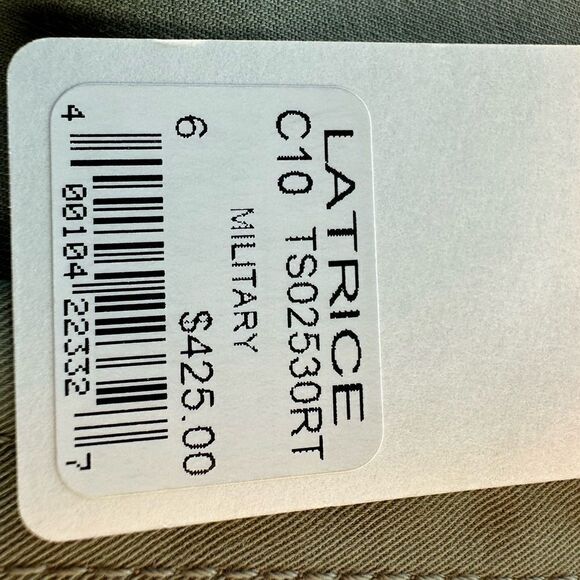 LATRICE
C10 TS02530RT
MILITARY
6 $425.00
4 00104 22332 7